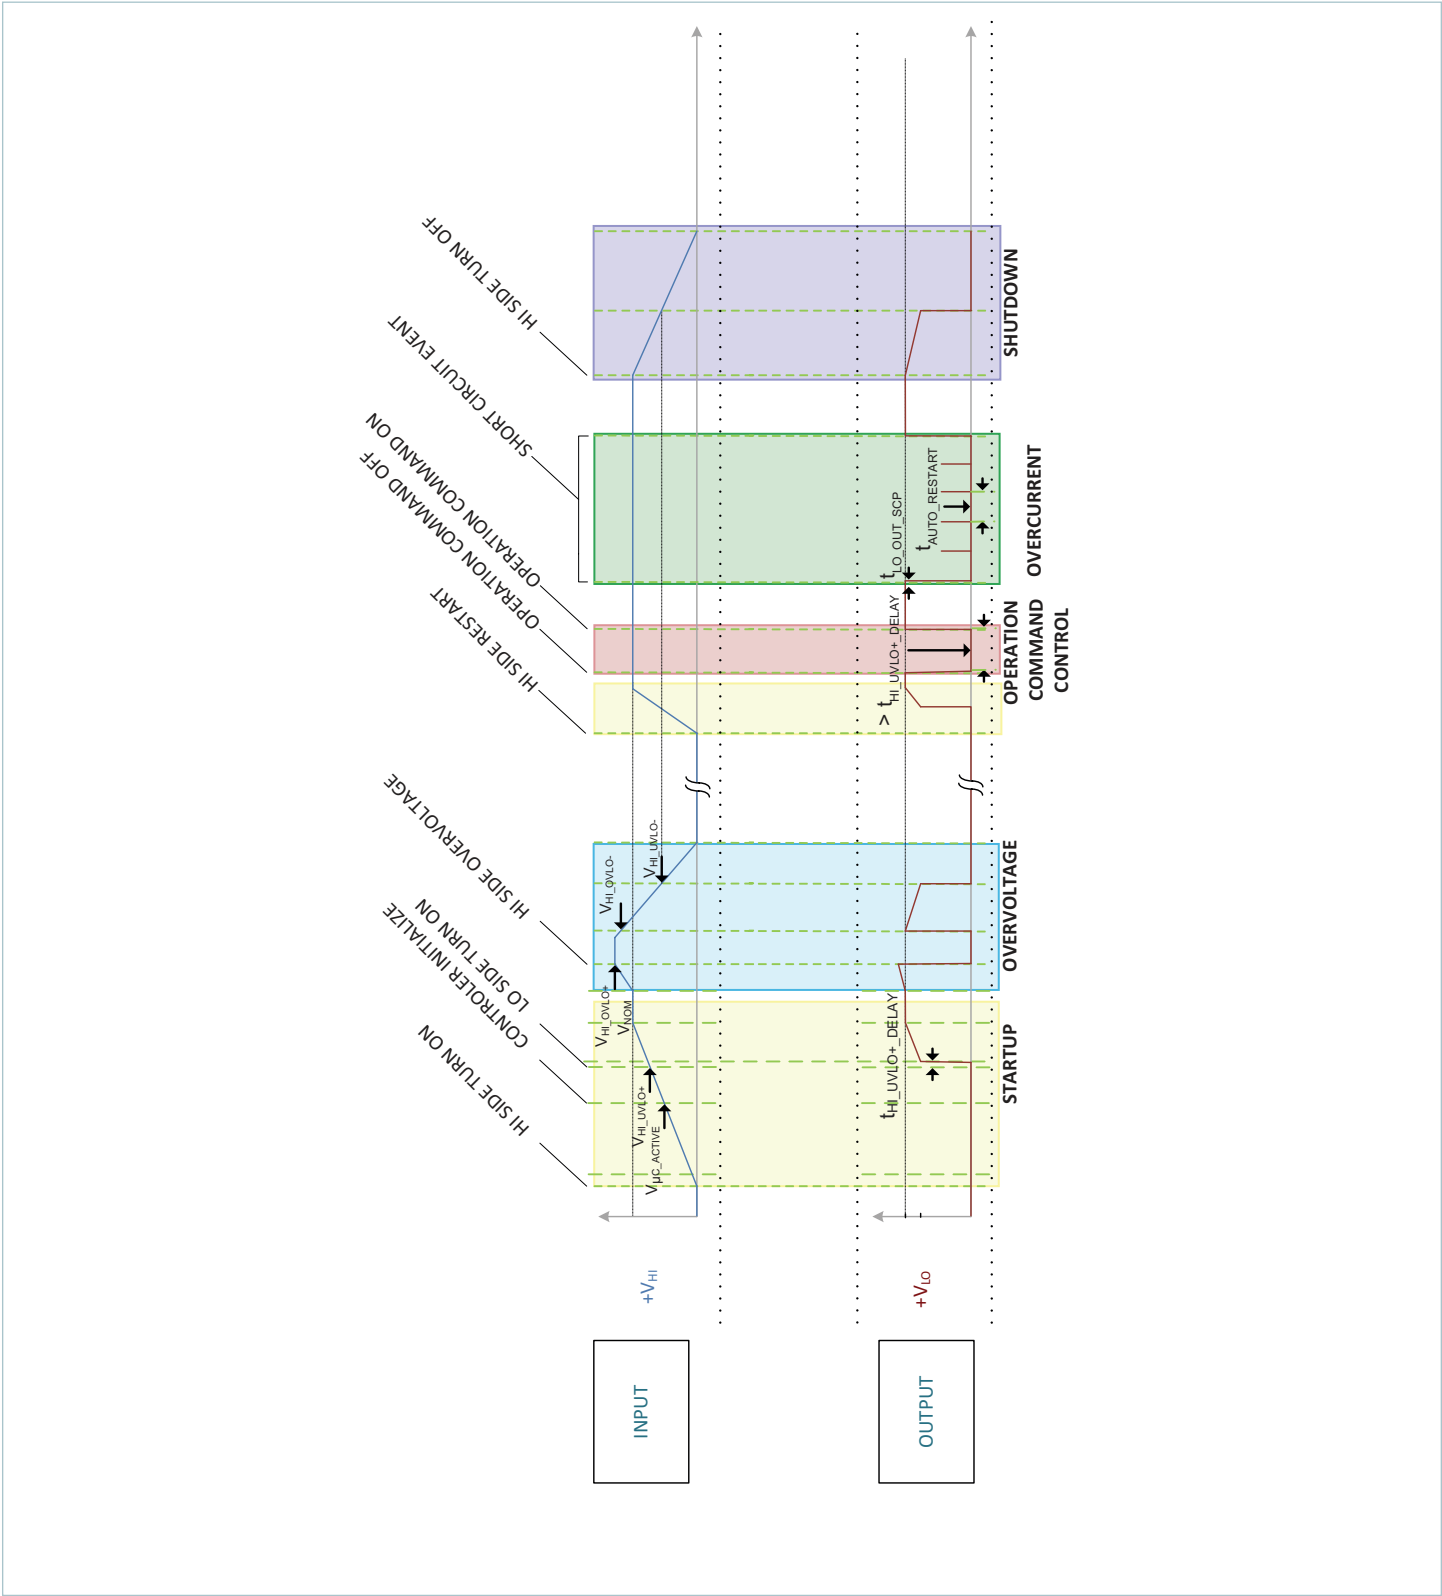 HI SIDE TURN ON
CONTROLER INITIALIZE
LO SIDE TURN ON
HI SIDE OVERVOLTAGE
HI SIDE RESTART
OPERATION COMMAND OFF
OPERATION COMMAND ON
SHORT CIRCUIT EVENT
HI SIDE TURN OFF
INPUT
+VHI
VµC_ACTIVE
VHI_UVLO+
VNOM
VHI_OVLO+
VHI_OVLO-
VHI_UVLO-
OUTPUT
+VLO
tHI_UVLO+_DELAY
> tHI_UVLO+_DELAY
tLO_OUT_SCP
tAUTO_RESTART
STARTUP
OVERVOLTAGE
OPERATION
COMMAND
CONTROL
OVERCURRENT
SHUTDOWN